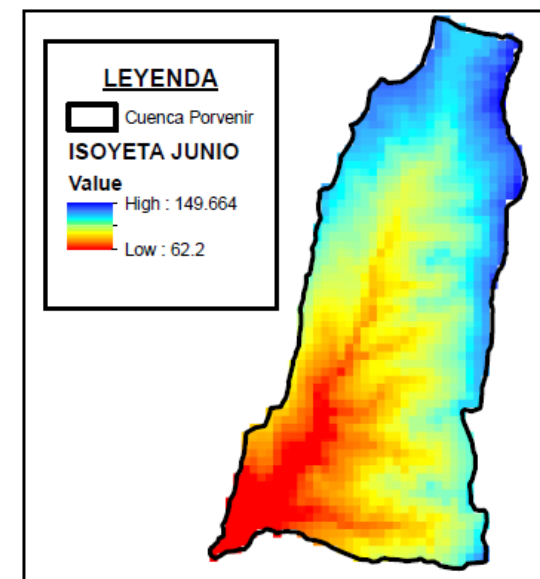 LEYENDA
Cuenca Porvenir
ISOYETA JUNIO
Value
High : 149.664
Low : 62.2